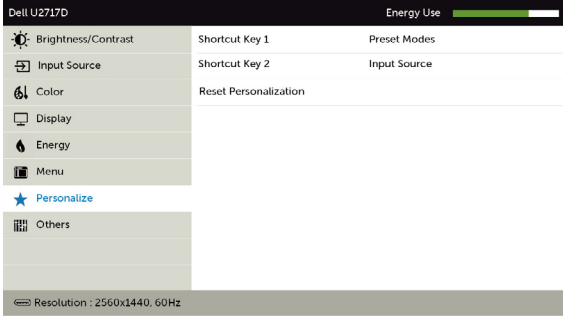 Dell U2717D Energy Use
Brightness/Contrast Shortcut Key 1 Preset Modes
Input Source Shortcut Key 2 Input Source
Color Reset Personalization
Display
Energy
Menu
Personalize
Others
Resolution : 2560x1440, 60Hz